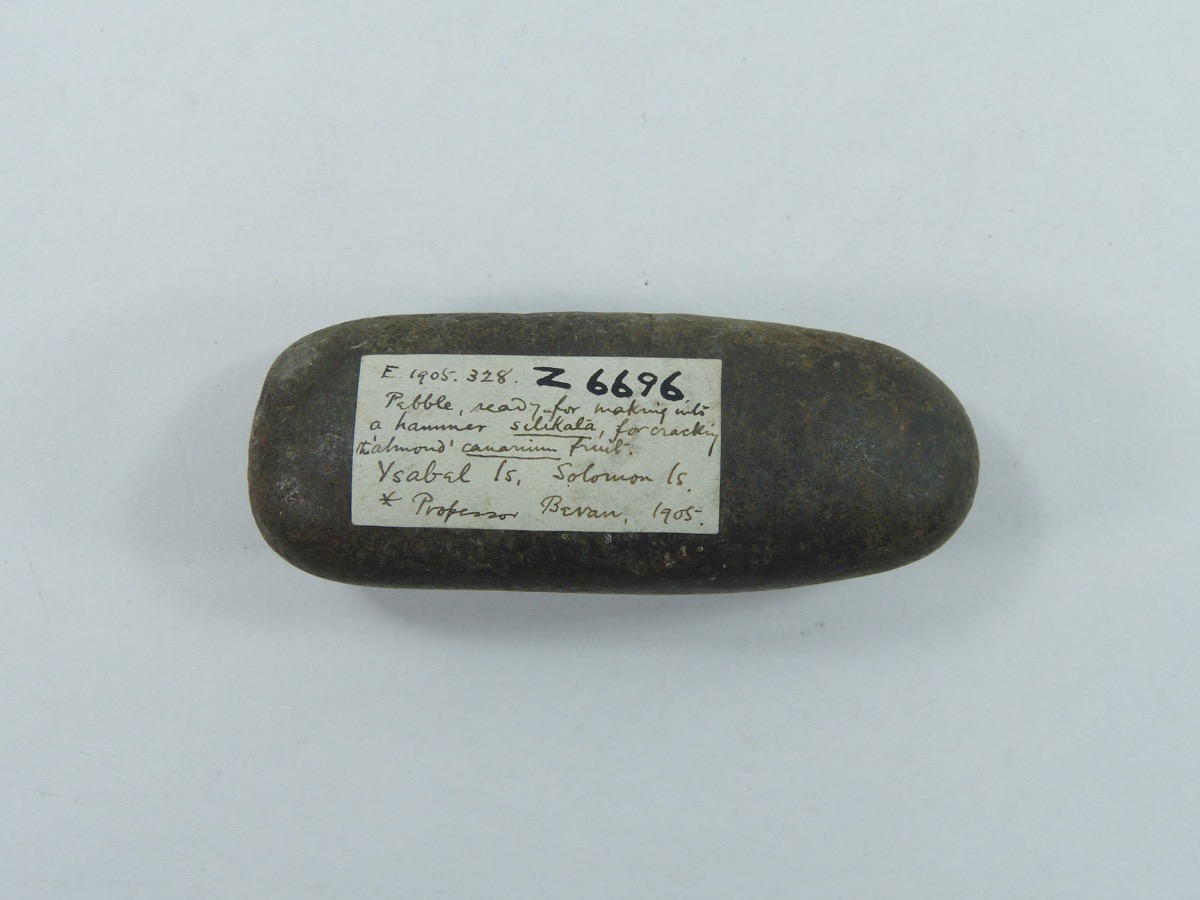 E. 1905. 328. Z 6696
Pebble, ready for making into
a hammer silikatā, for cracking
the 'almond' canarium fruit.
Ysabel Is, Solomon Is.
* Professor Bevan, 1905.